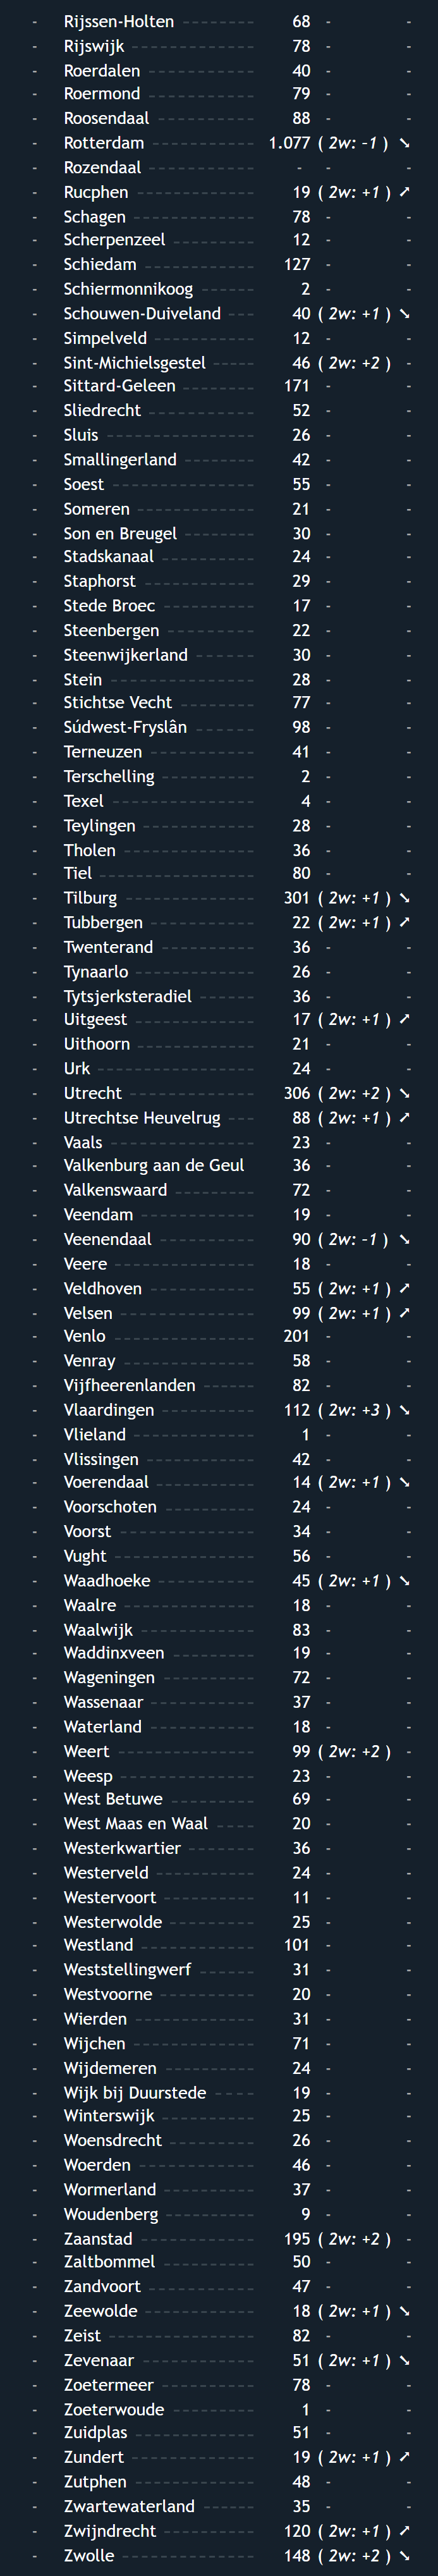 - Rijssen-Holten -------- 68 - -
- Rijswijk ------------- 78 - -
- Roerdalen ----------- 40 - -
- Roermond ----------- 79 - -
- Roosendaal ---------- 88 - -
- Rotterdam ----------- 1.077 ( 2w: -1 ) ➘
- Rozendaal ----------- - - -
- Rucphen ------------ 19 ( 2w: +1 ) ➚
- Schagen ------------- 78 - -
- Scherpenzeel -------- 12 - -
- Schiedam ------------ 127 - -
- Schiermonnikoog ----- 2 - -
- Schouwen-Duiveland --- 40 ( 2w: +1 ) ➘
- Simpelveld ---------- 12 - -
- Sint-Michielsgestel ----- 46 ( 2w: +2 ) -
- Sittard-Geleen -------- 171 - -
- Sliedrecht ----------- 52 - -
- Sluis --------------- 26 - -
- Smallingerland ------- 42 - -
- Soest --------------- 55 - -
- Someren ------------ 21 - -
- Son en Breugel ------- 30 - -
- Stadskanaal ---------- 24 - -
- Staphorst ----------- 29 - -
- Stede Broec ---------- 17 - -
- Steenbergen --------- 22 - -
- Steenwijkerland ------ 30 - -
- Stein --------------- 28 - -
- Stichtse Vecht -------- 77 - -
- Súdwest-Fryslân ------ 98 - -
- Terneuzen ----------- 41 - -
- Terschelling ---------- 2 - -
- Texel --------------- 4 - -
- Teylingen ------------ 28 - -
- Tholen -------------- 36 - -
- Tiel ---------------- 80 - -
- Tilburg -------------- 301 ( 2w: +1 ) ➘
- Tubbergen ----------- 22 ( 2w: +1 ) ➚
- Twenterand ---------- 36 - -
- Tynaarlo ------------ 26 - -
- Tytsjerksteradiel ------ 36 - -
- Uitgeest ------------ 17 ( 2w: +1 ) ➚
- Uithoorn ------------ 21 - -
- Urk ---------------- 24 - -
- Utrecht ------------- 306 ( 2w: +2 ) ➘
- Utrechtse Heuvelrug --- 88 ( 2w: +1 ) ➚
- Vaals --------------- 23 - -
- Valkenburg aan de Geul 36 - -
- Valkenswaard -------- 72 - -
- Veendam ------------ 19 - -
- Veenendaal ---------- 90 ( 2w: -1 ) ➘
- Veere --------------- 18 - -
- Veldhoven ----------- 55 ( 2w: +1 ) ➚
- Velsen -------------- 99 ( 2w: +1 ) ➚
- Venlo --------------- 201 - -
- Venray -------------- 58 - -
- Vijfheerenlanden ------ 82 - -
- Vlaardingen ---------- 112 ( 2w: +3 ) ➘
- Vlieland ------------- 1 - -
- Vlissingen ----------- 42 - -
- Voerendaal ---------- 14 ( 2w: +1 ) ➘
- Voorschoten --------- 24 - -
- Voorst -------------- 34 - -
- Vught --------------- 56 - -
- Waadhoeke ---------- 45 ( 2w: +1 ) ➘
- Waalre -------------- 18 - -
- Waalwijk ------------ 83 - -
- Waddinxveen -------- 19 - -
- Wageningen --------- 72 - -
- Wassenaar ----------- 37 - -
- Waterland ----------- 18 - -
- Weert --------------- 99 ( 2w: +2 ) -
- Weesp -------------- 23 - -
- West Betuwe --------- 69 - -
- West Maas en Waal ---- 20 - -
- Westerkwartier ------- 36 - -
- Westerveld ---------- 24 - -
- Westervoort --------- 11 - -
- Westerwolde --------- 25 - -
- Westland ------------ 101 - -
- Weststellingwerf ------ 31 - -
- Westvoorne ---------- 20 - -
- Wierden ------------- 31 - -
- Wijchen ------------- 71 - -
- Wijdemeren --------- 24 - -
- Wijk bij Duurstede ---- 19 - -
- Winterswijk ---------- 25 - -
- Woensdrecht --------- 26 - -
- Woerden ------------ 46 - -
- Wormerland --------- 37 - -
- Woudenberg --------- 9 - -
- Zaanstad ------------ 195 ( 2w: +2 ) -
- Zaltbommel ---------- 50 - -
- Zandvoort ----------- 47 - -
- Zeewolde ----------- 18 ( 2w: +1 ) ➘
- Zeist --------------- 82 - -
- Zevenaar ------------ 51 ( 2w: +1 ) ➘
- Zoetermeer ---------- 78 - -
- Zoeterwoude --------- 1 - -
- Zuidplas ------------ 51 - -
- Zundert ------------- 19 ( 2w: +1 ) ➚
- Zutphen ------------- 48 - -
- Zwartewaterland ------ 35 - -
- Zwijndrecht ---------- 120 ( 2w: +1 ) ➚
- Zwolle -------------- 148 ( 2w: +2 ) ➘